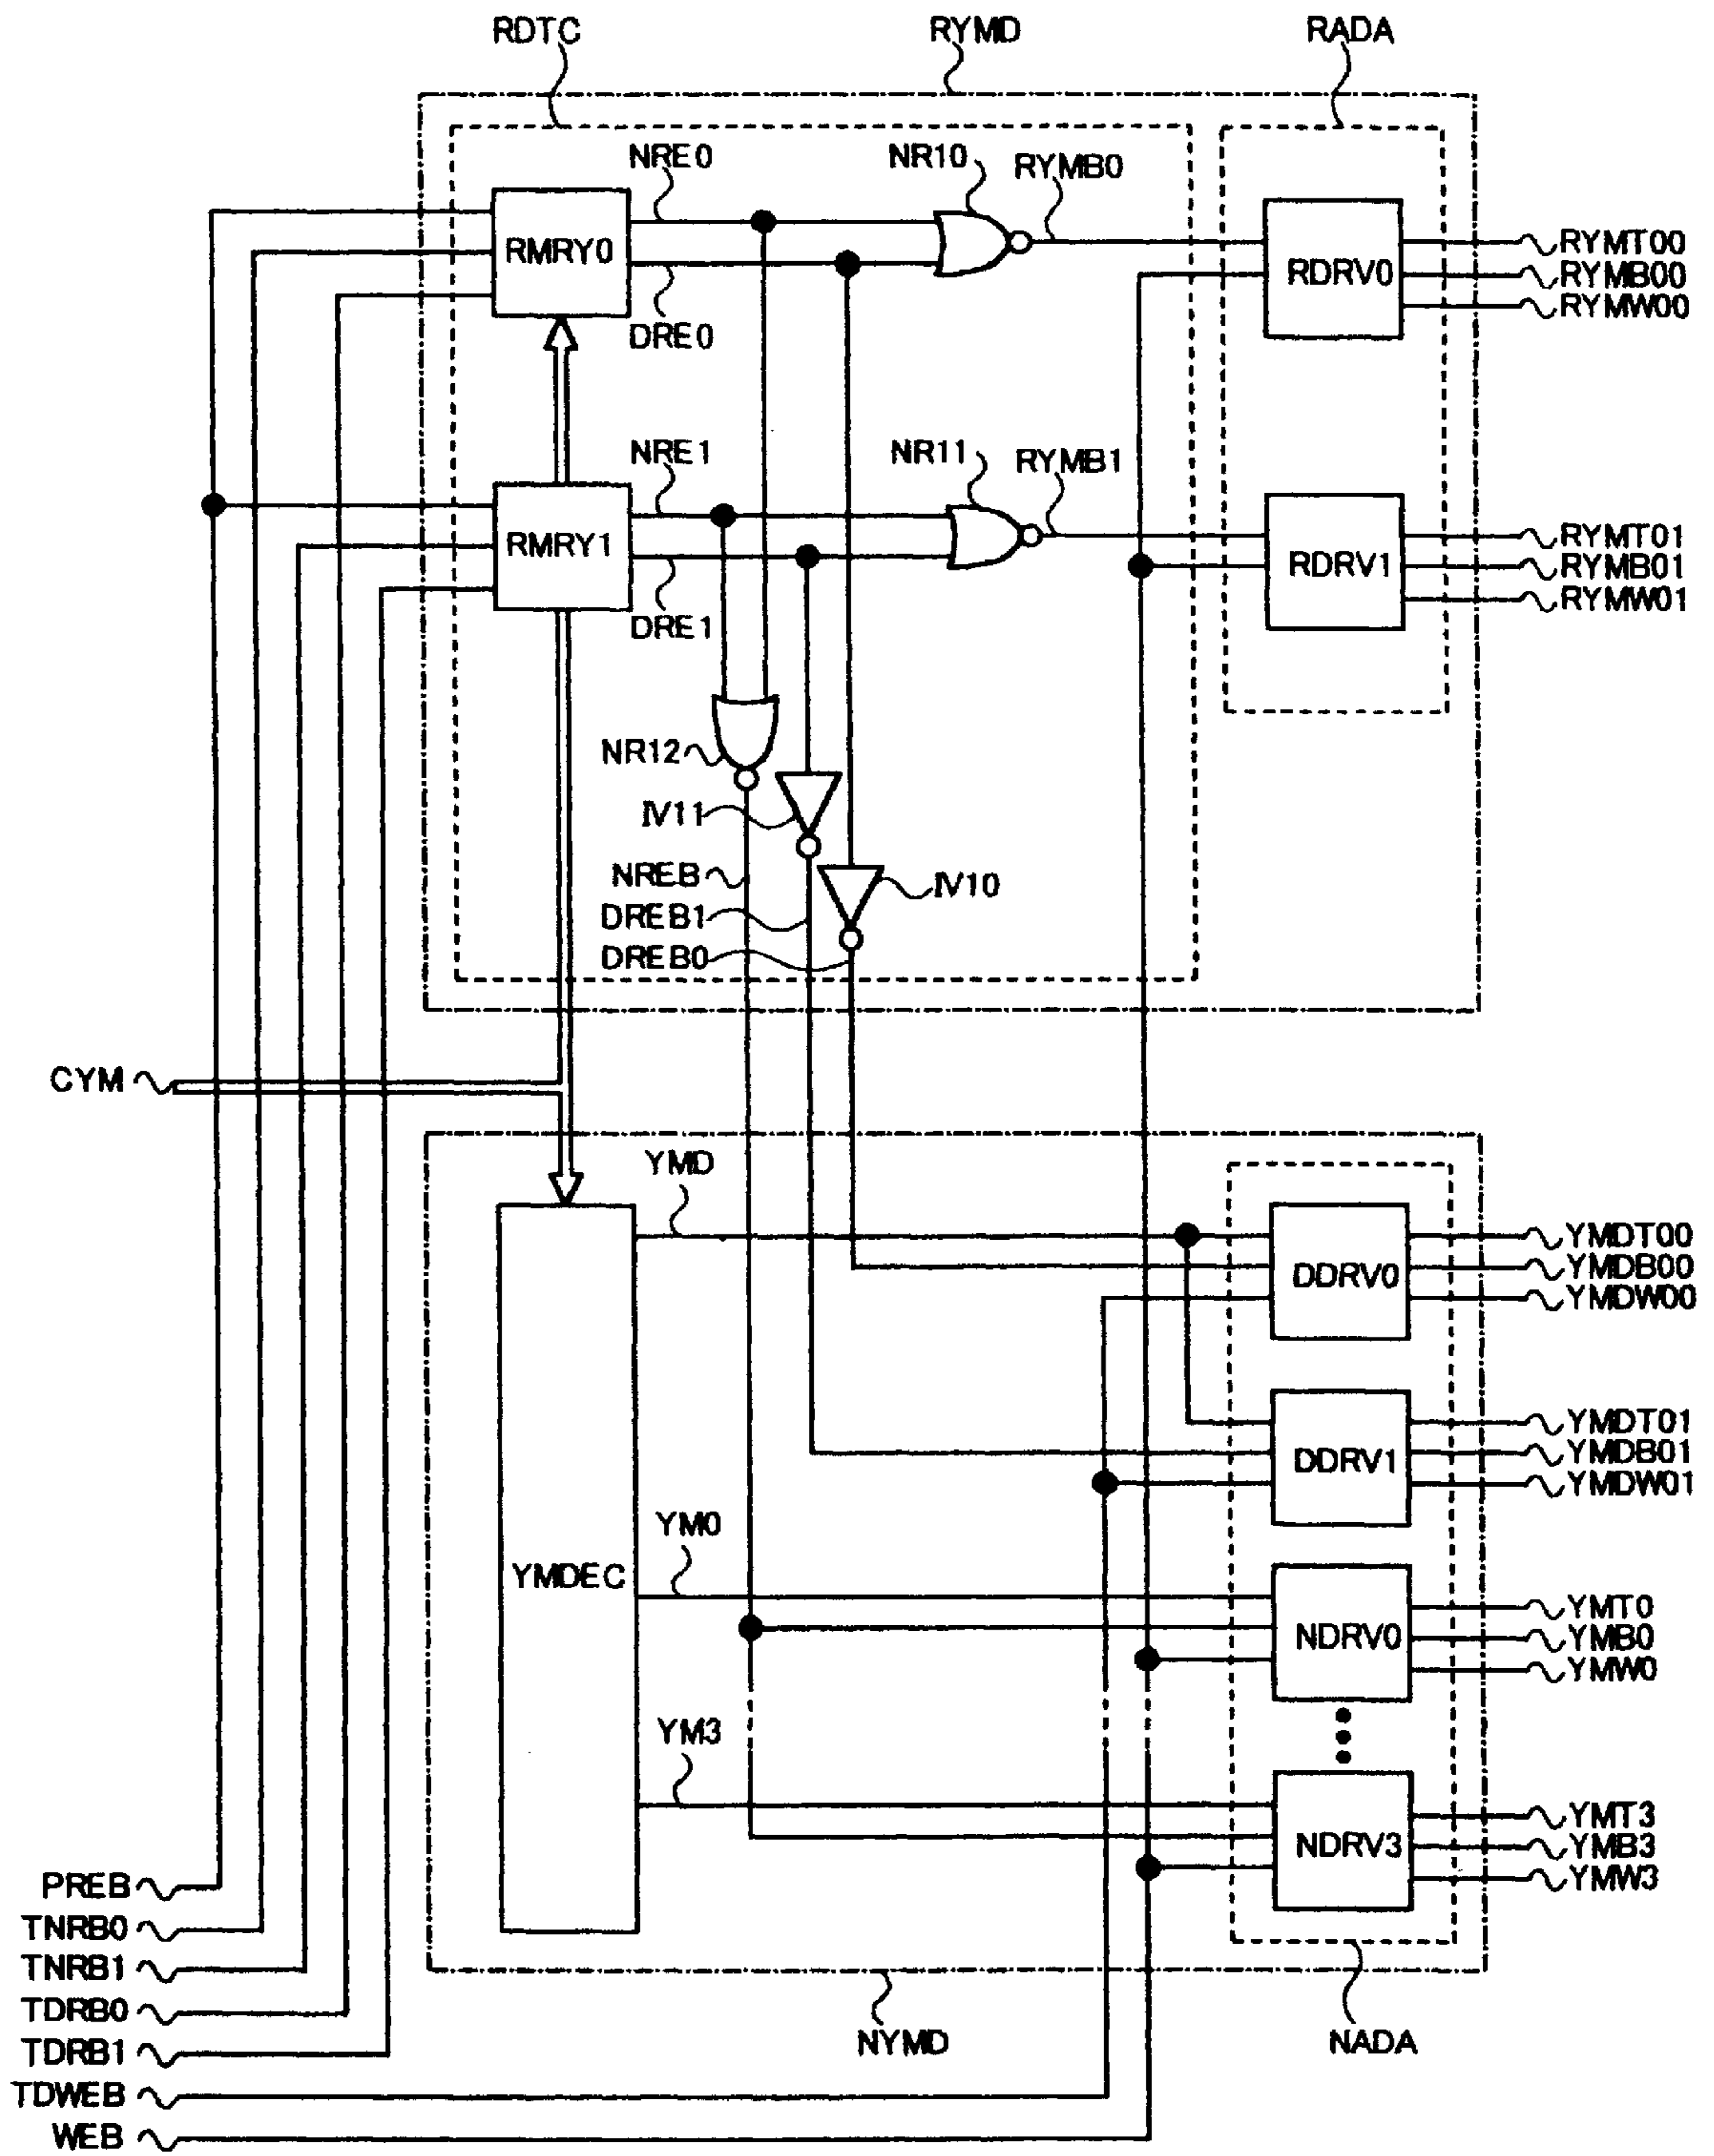 RDTC
RYMD
RADA
NRE0
NR10
RYMB0
RMRY0
RDRV0
RYMT00
RYMB00
RYMW00
DRE0
NRE1
NR11
RYMB1
RMRY1
RDRV1
RYMT01
RYMB01
RYMW01
DRE1
NR12
IV11
NREB
IV10
DREB1
DREB0
CYM
YMD
DDRV0
YMDT00
YMDB00
YMDW00
DDRV1
YMDT01
YMDB01
YMDW01
YM0
YMDEC
NDRV0
YMT0
YMB0
YMW0
YM3
NDRV3
YMT3
YMB3
YMW3
PREB
TNRB0
TNRB1
TDRB0
TDRB1
TDWEB
WEB
NYMD
NADA